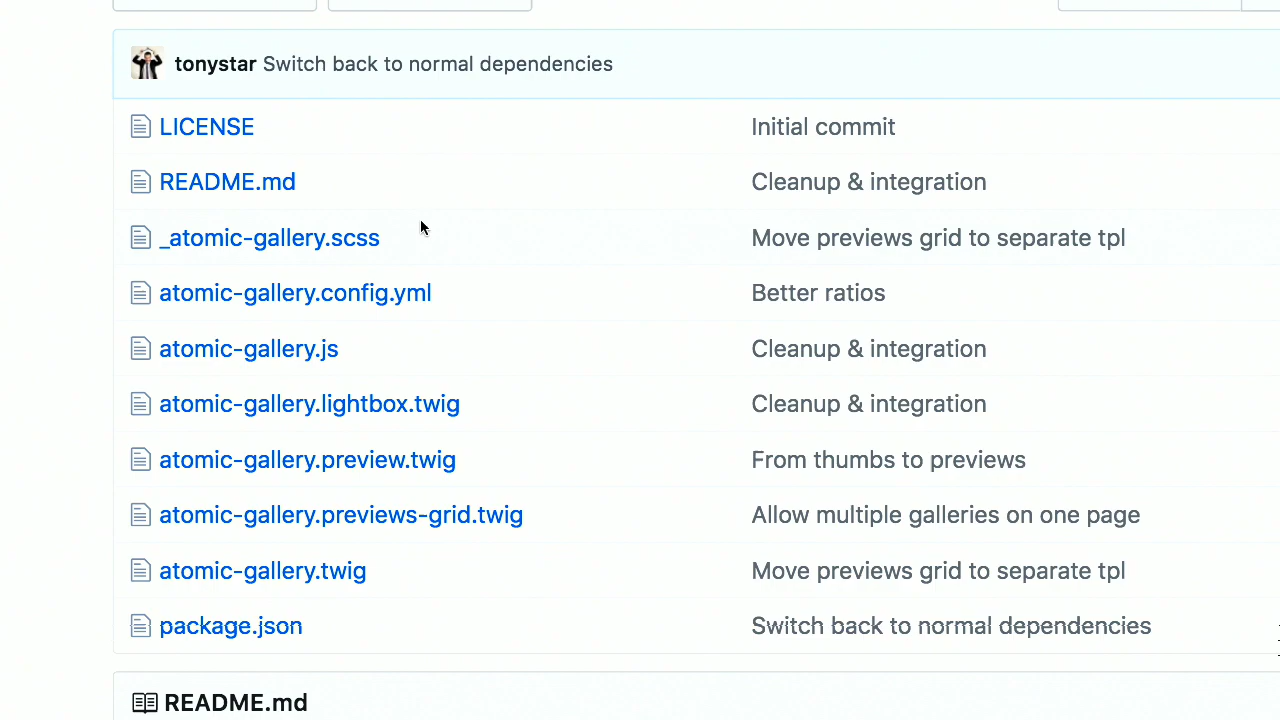 tonystar Switch back to normal dependencies
LICENSE Initial commit
README.md Cleanup & integration
_atomic-gallery.scss Move previews grid to separate tpl
atomic-gallery.config.yml Better ratios
atomic-gallery.js Cleanup & integration
atomic-gallery.lightbox.twig Cleanup & integration
atomic-gallery.preview.twig From thumbs to previews
atomic-gallery.previews-grid.twig Allow multiple galleries on one page
atomic-gallery.twig Move previews grid to separate tpl
package.json Switch back to normal dependencies
README.md